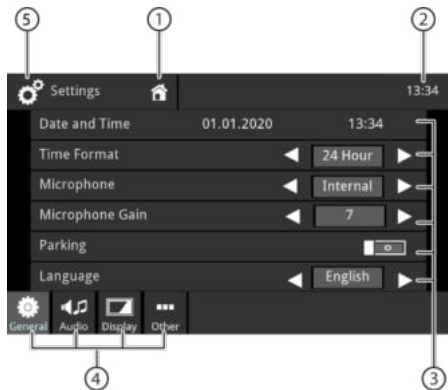 5 1 2
Settings 13:34
Date and Time 01.01.2020 13:34
Time Format 24 Hour
Microphone Internal
Microphone Gain 7
Parking
Language English
General Audio Display Other
4 3